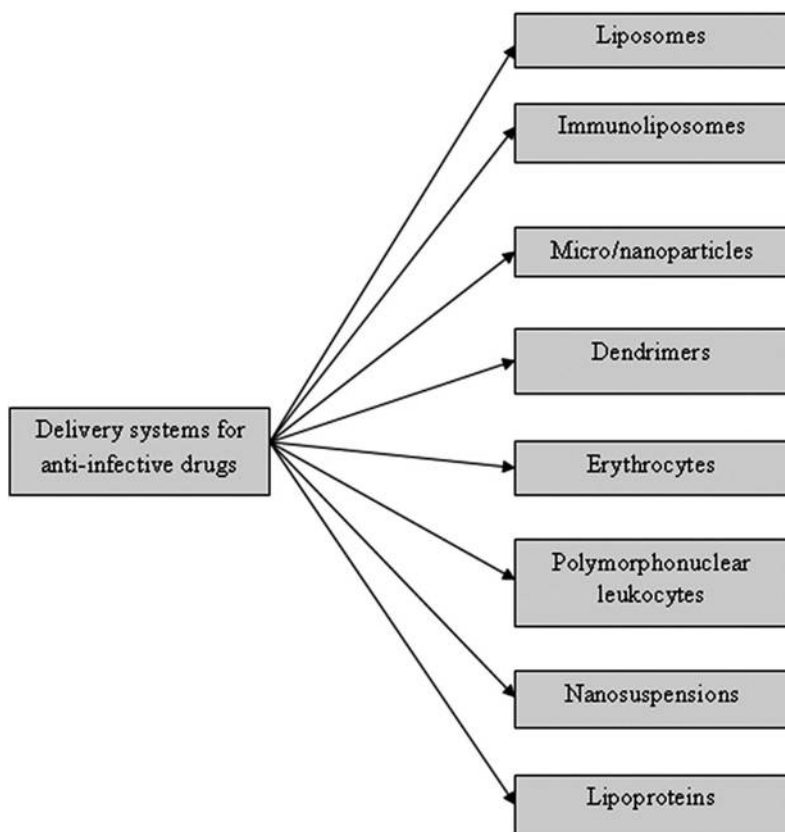 Liposomes
Immunoliposomes
Micro/nanoparticles
Dendrimers
Delivery systems for
anti-infective drugs
Erythrocytes
Polymorphonuclear
leukocytes
Nanosuspensions
Lipoproteins